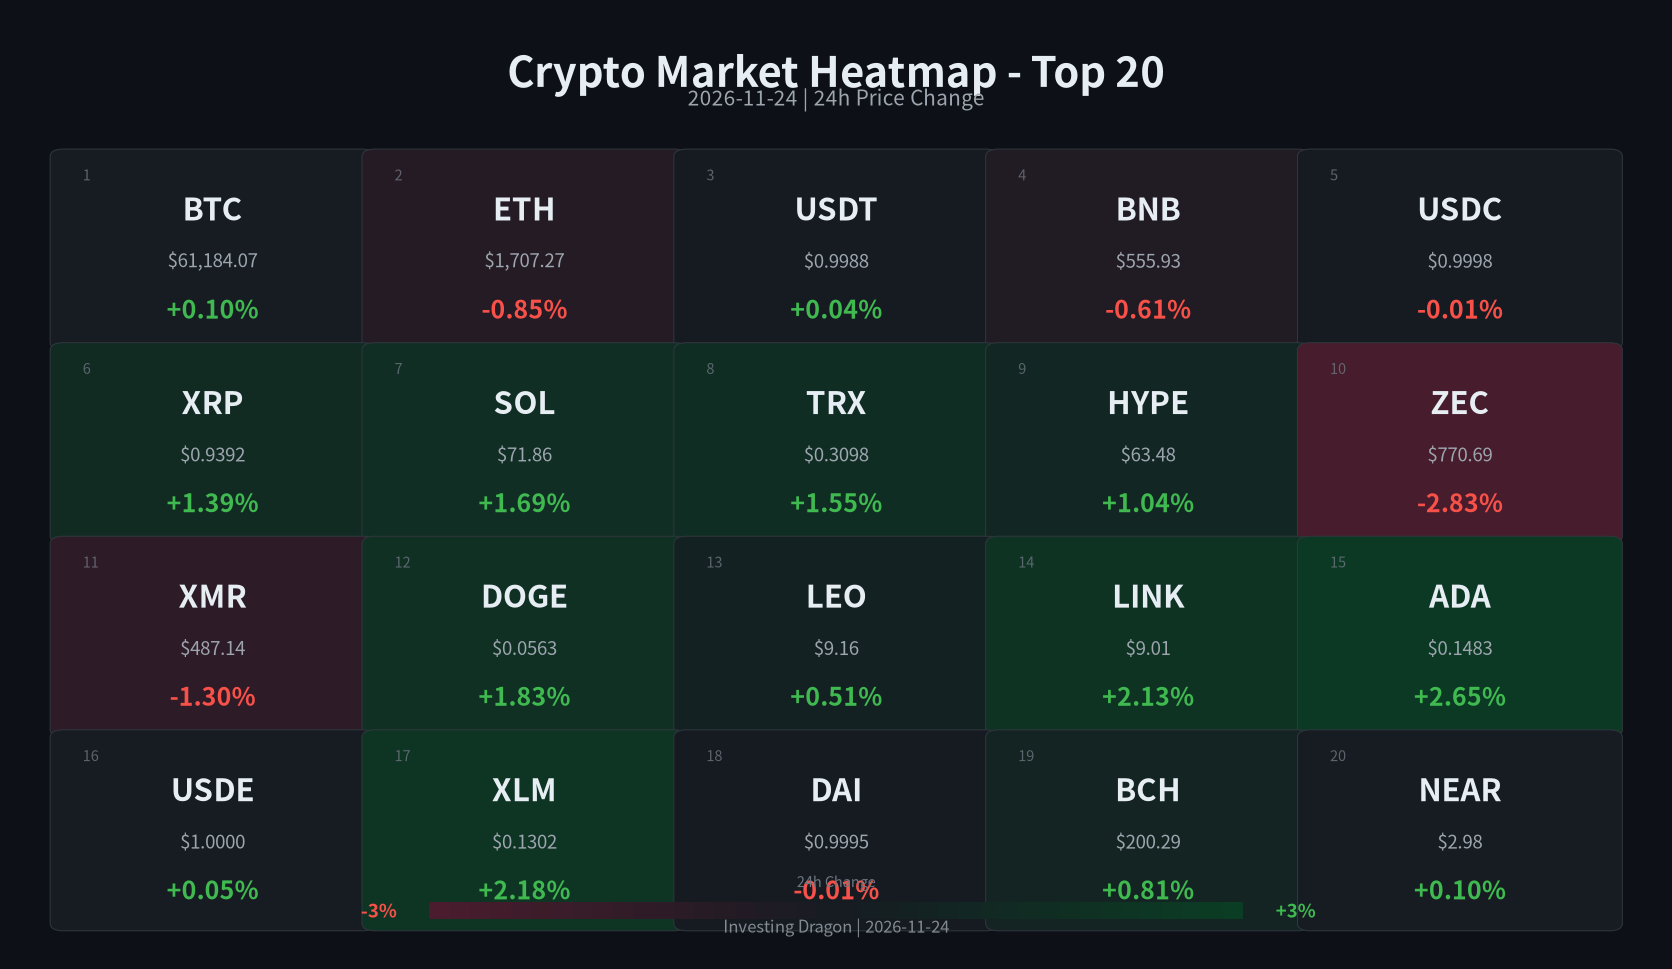 Crypto Market Heatmap - Top 20
2026-11-24 | 24h Price Change
1
BTC
$61,184.07
+0.10%
2
ETH
$1,707.27
-0.85%
3
USDT
$0.9988
+0.04%
4
BNB
$555.93
-0.61%
5
USDC
$0.9998
-0.01%
6
XRP
$0.9392
+1.39%
7
SOL
$71.86
+1.69%
8
TRX
$0.3098
+1.55%
9
HYPE
$63.48
+1.04%
10
ZEC
$770.69
-2.83%
11
XMR
$487.14
-1.30%
12
DOGE
$0.0563
+1.83%
13
LEO
$9.16
+0.51%
14
LINK
$9.01
+2.13%
15
ADA
$0.1483
+2.65%
16
USDE
$1.0000
+0.05%
17
XLM
$0.1302
+2.18%
18
DAI
$0.9995
-0.01%
19
BCH
$200.29
+0.81%
20
NEAR
$2.98
+0.10%
24h Change
-3%
+3%
Investing Dragon | 2026-11-24